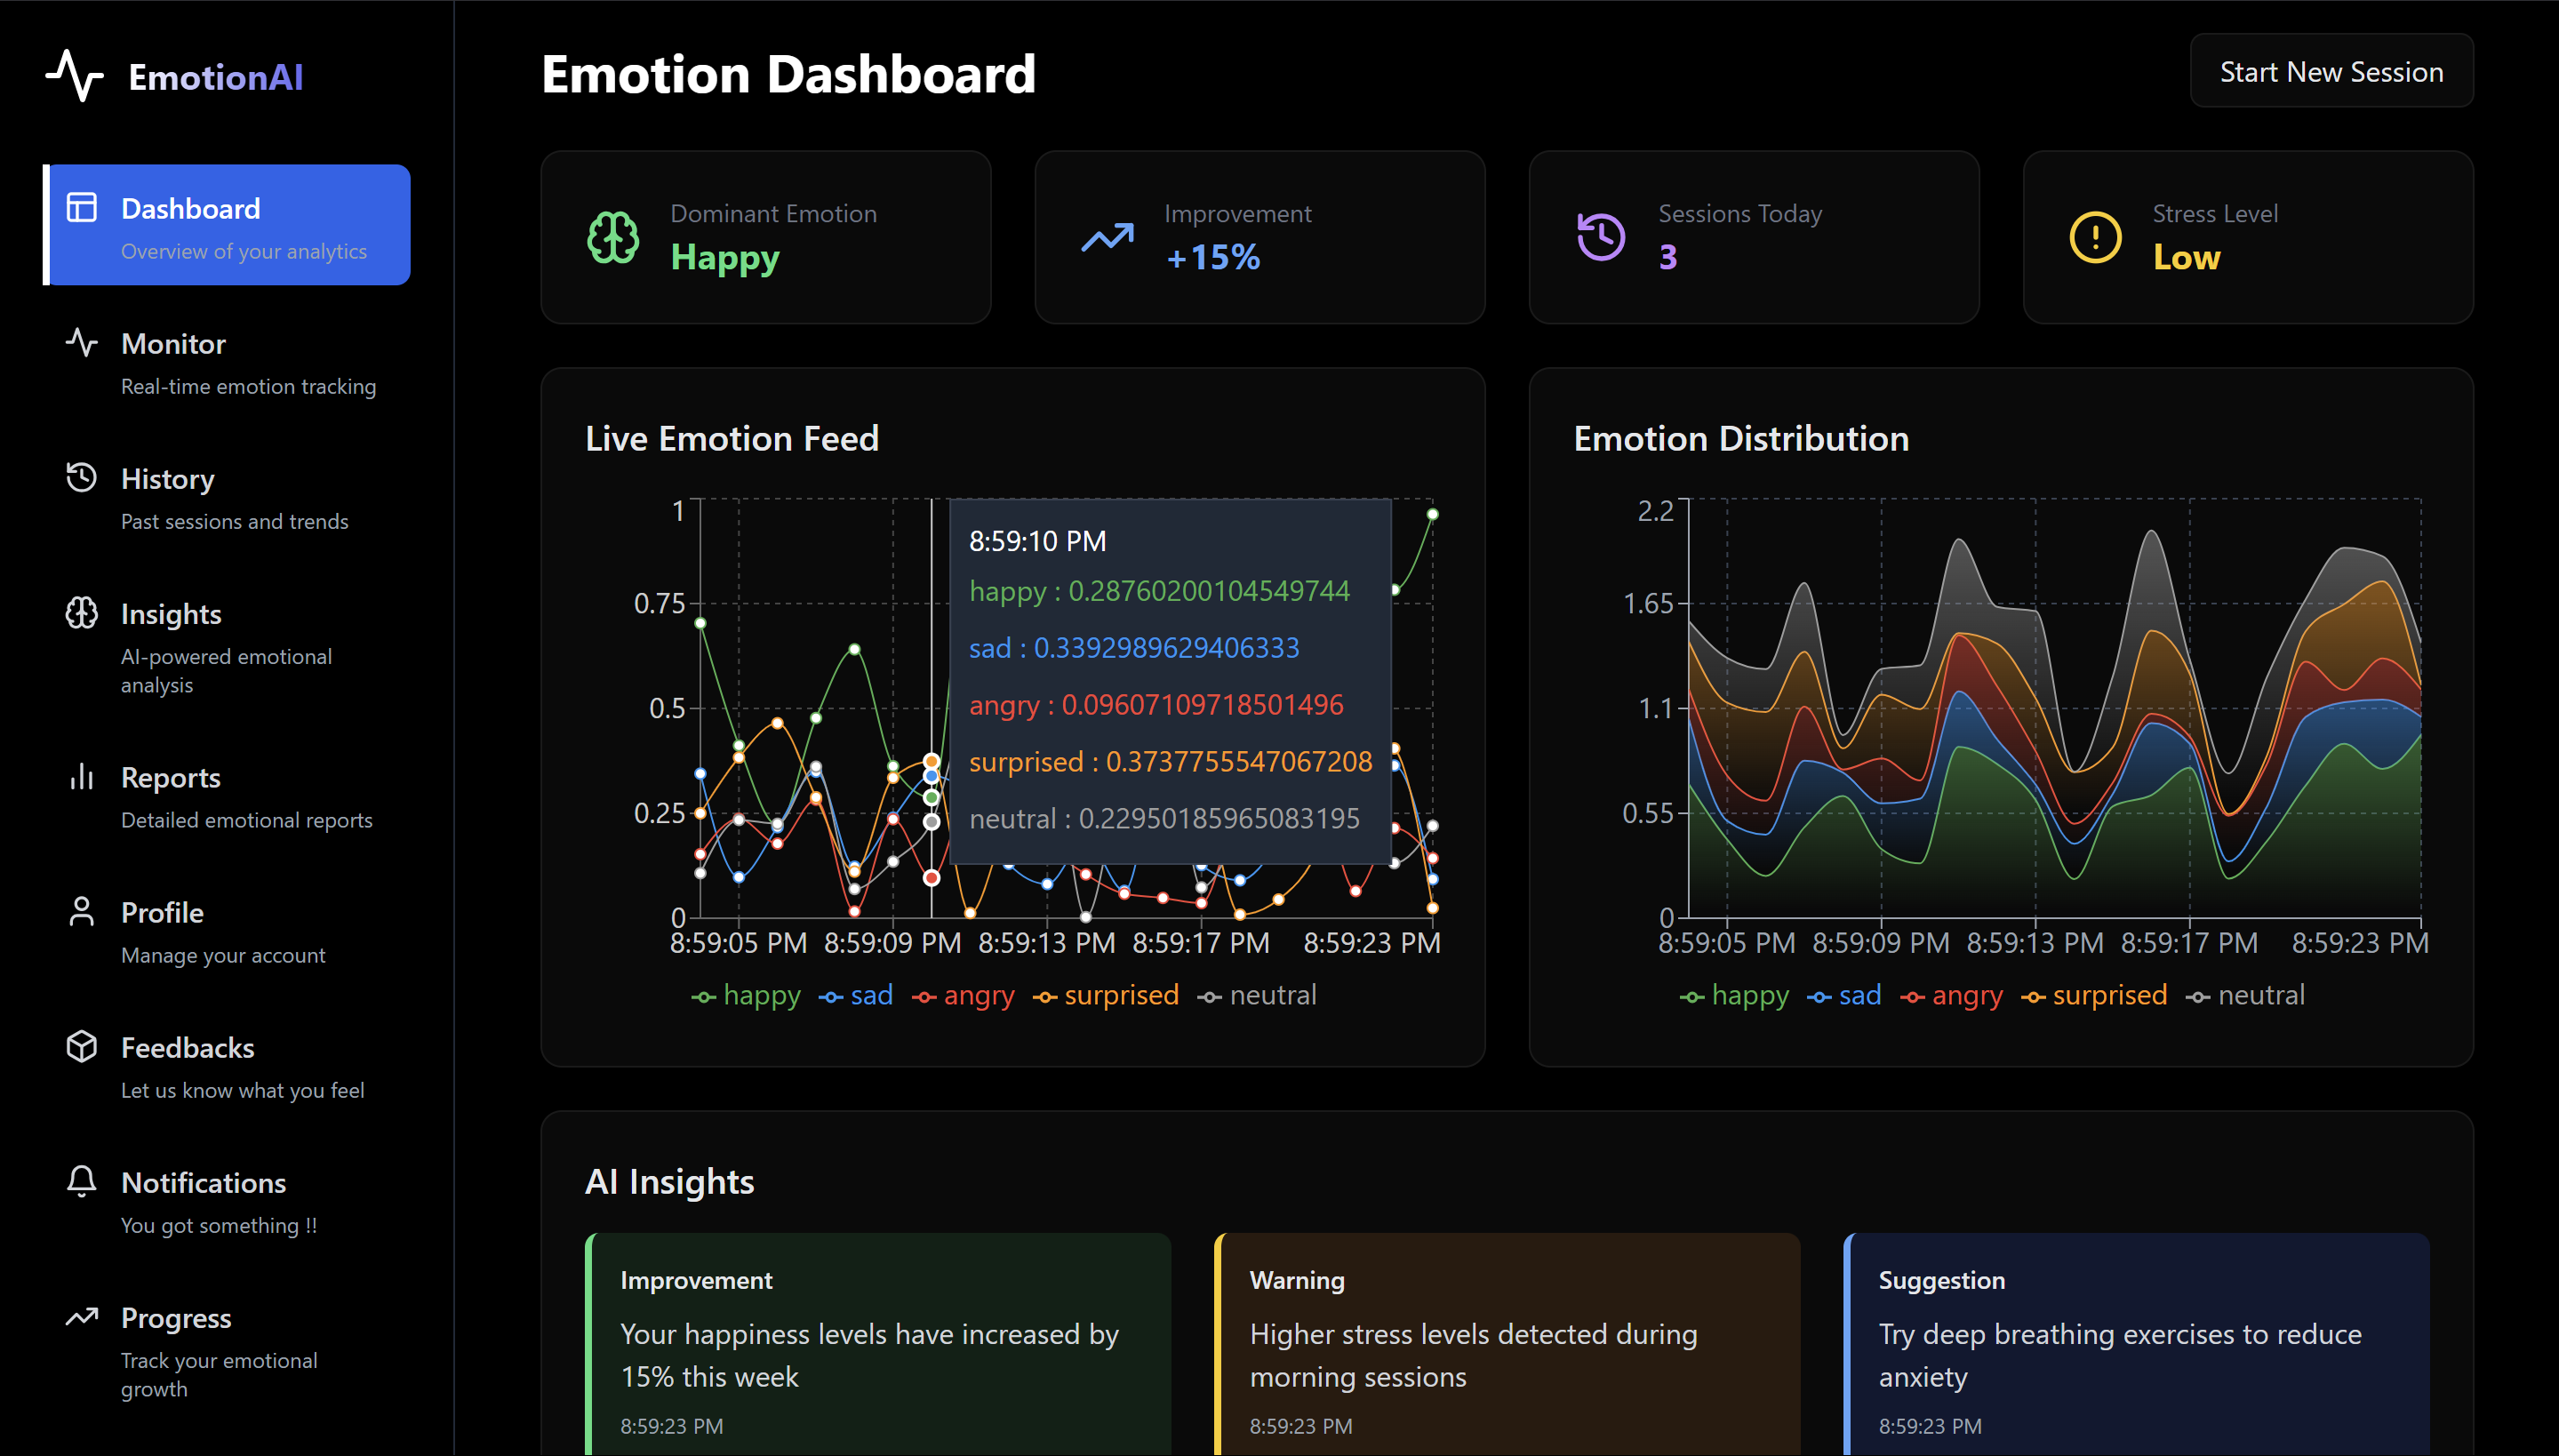 EmotionAI
Dashboard
Overview of your analytics
Monitor
Real-time emotion tracking
History
Past sessions and trends
Insights
AI-powered emotional
analysis
Reports
Detailed emotional reports
Profile
Manage your account
Feedbacks
Let us know what you feel
Notifications
You got something !!
Progress
Track your emotional
growth
Emotion Dashboard
Start New Session
Dominant Emotion
Happy
Improvement
+15%
Sessions Today
3
Stress Level
Low
Live Emotion Feed
1
0.75
0.5
0.25
0
8:59:05 PM 8:59:09 PM 8:59:13 PM 8:59:17 PM 8:59:23 PM
happy sad angry surprised neutral
8:59:10 PM
happy : 0.28760200104549744
sad : 0.3392989629406333
angry : 0.09607109718501496
surprised : 0.3737755547067208
neutral : 0.22950185965083195
Emotion Distribution
2.2
1.65
1.1
0.55
0
8:59:05 PM 8:59:09 PM 8:59:13 PM 8:59:17 PM 8:59:23 PM
happy sad angry surprised neutral
AI Insights
Improvement
Your happiness levels have increased by
15% this week
8:59:23 PM
Warning
Higher stress levels detected during
morning sessions
8:59:23 PM
Suggestion
Try deep breathing exercises to reduce
anxiety
8:59:23 PM